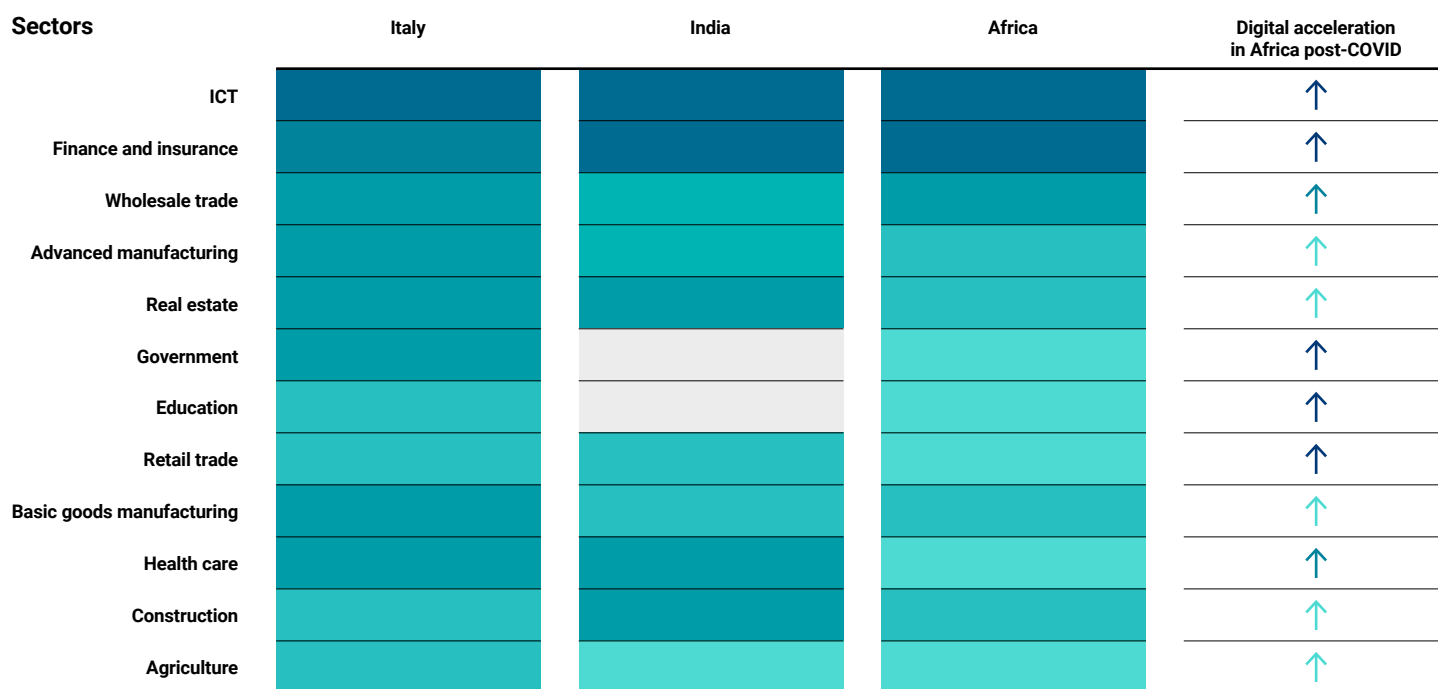 Sectors
Italy
India
Africa
Digital acceleration
in Africa post-COVID
ICT
Finance and insurance
Wholesale trade
Advanced manufacturing
Real estate
Government
Education
Retail trade
Basic goods manufacturing
Health care
Construction
Agriculture